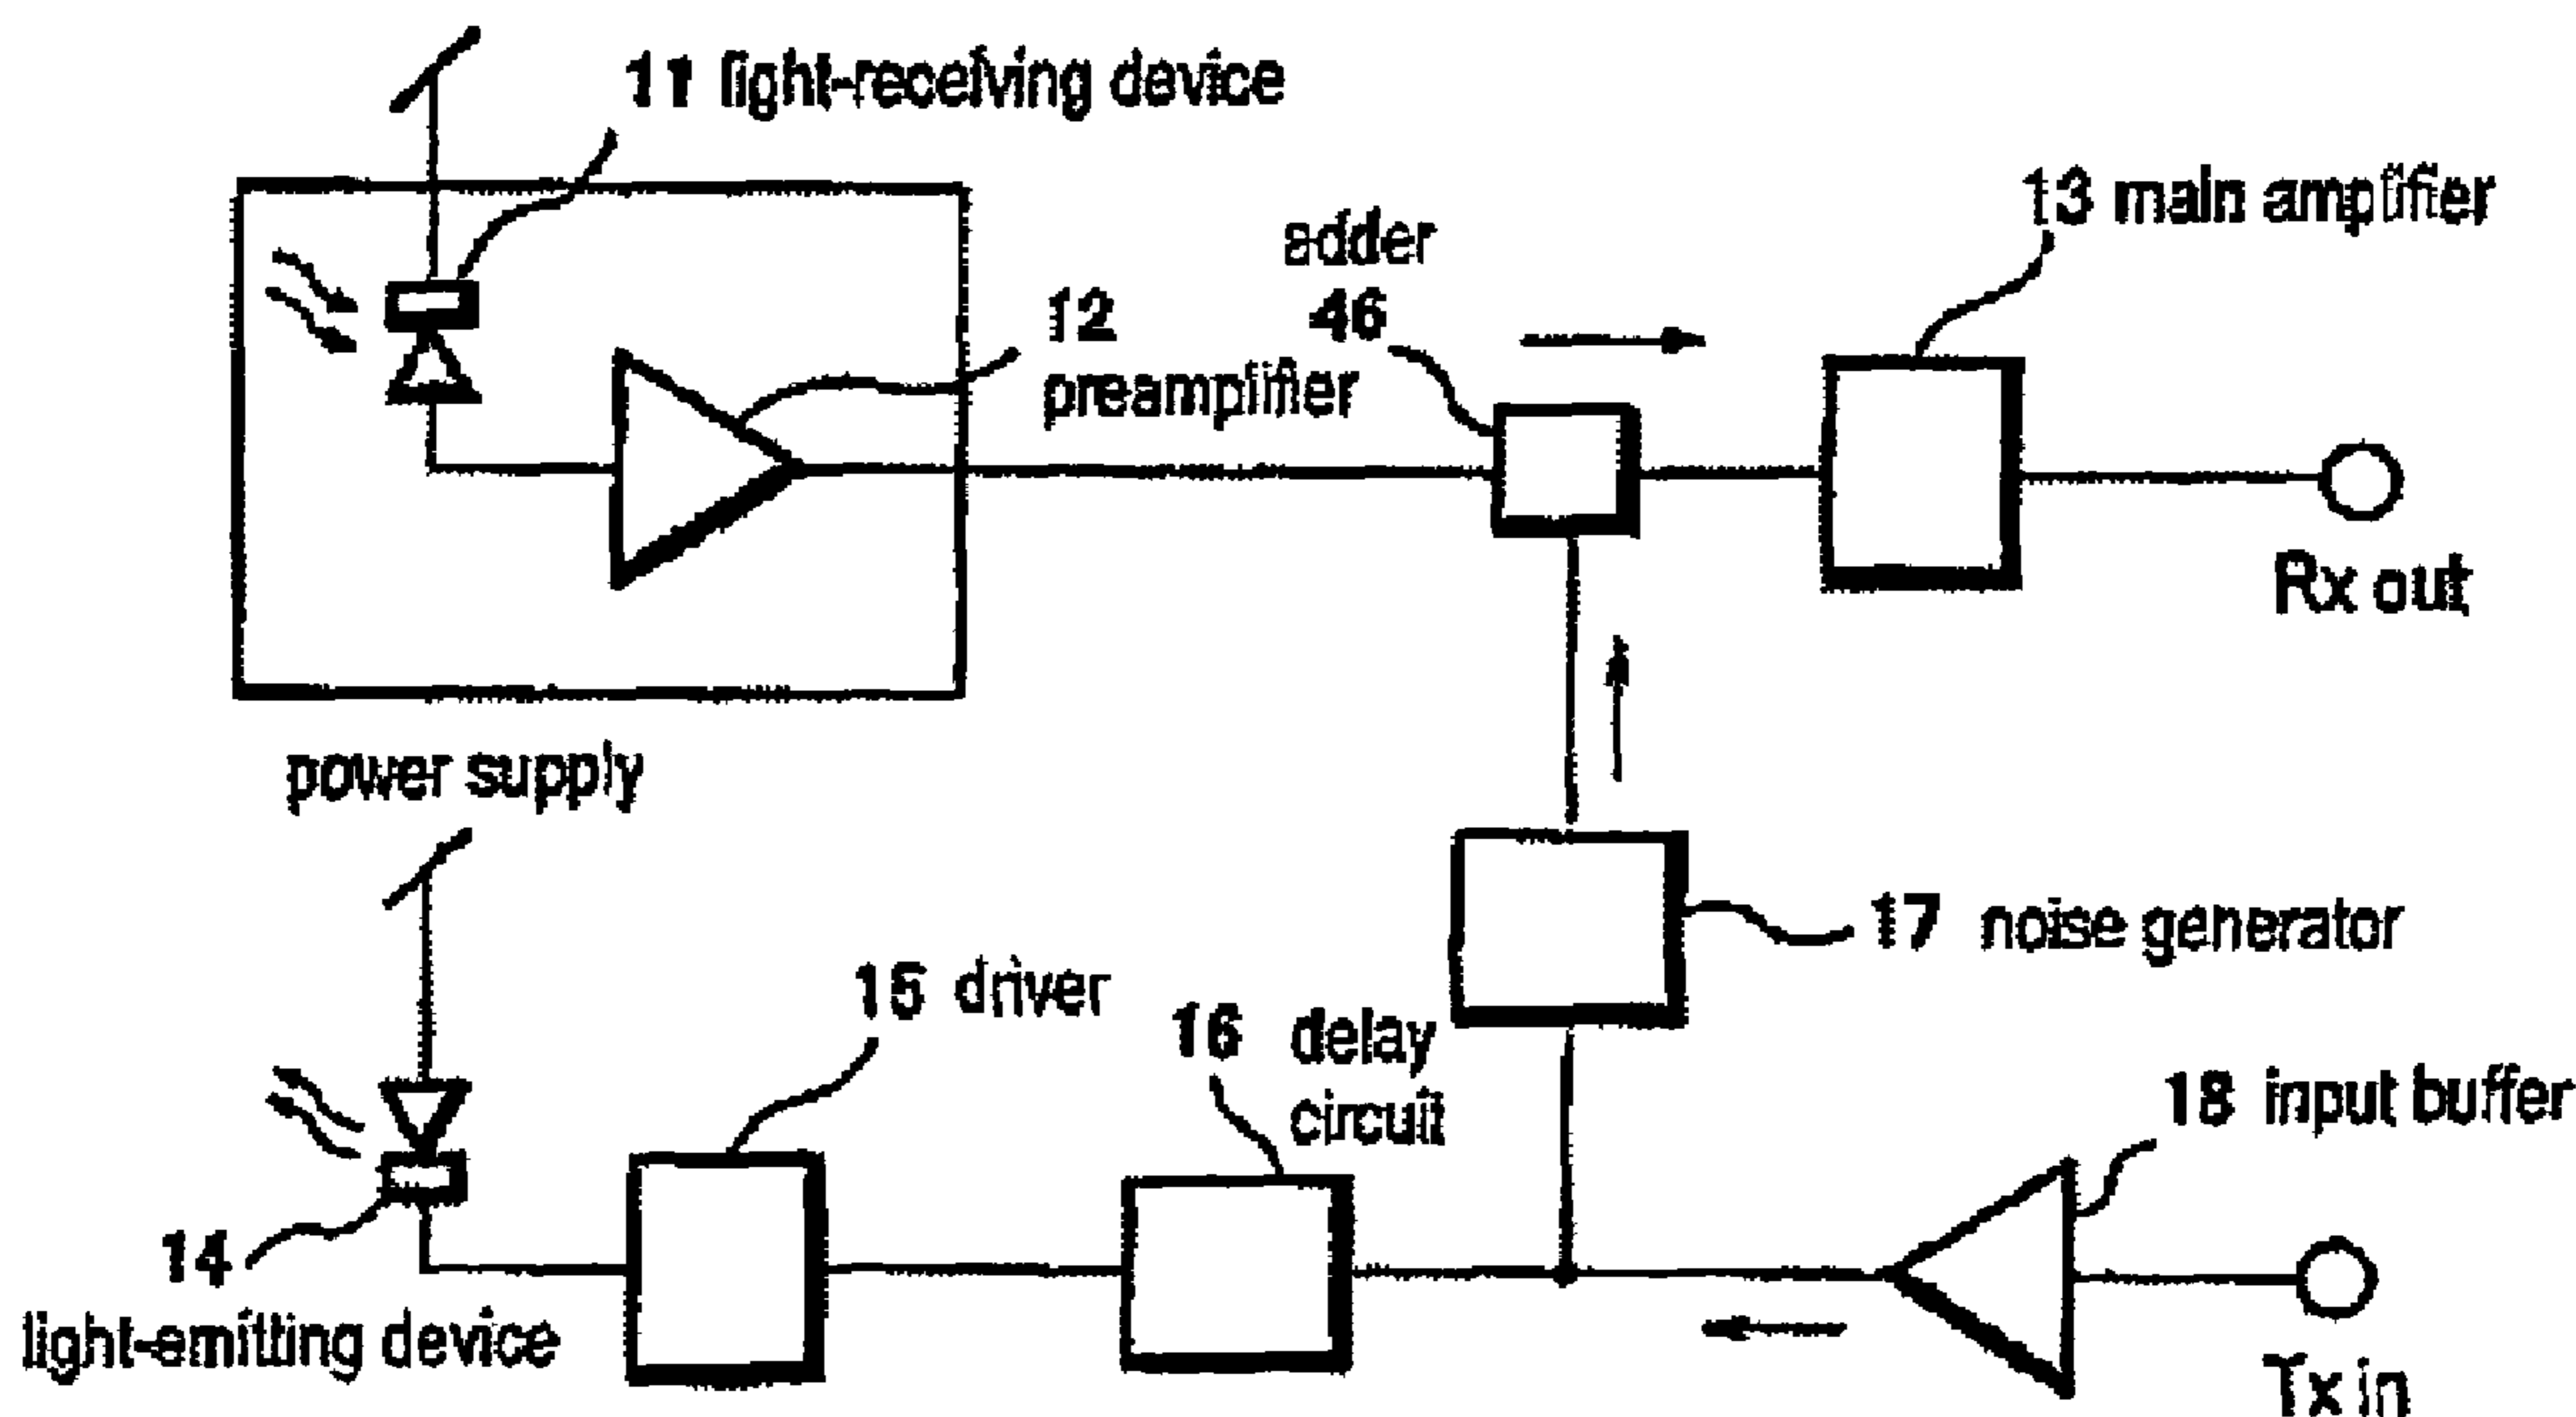 11 light-receiving device
13 main amplifier
adder
46
12
preamplifier
Rx out
power supply
17 noise generator
15 driver
16 delay
circuit
18 input buffer
14
light-emitting device
Tx in